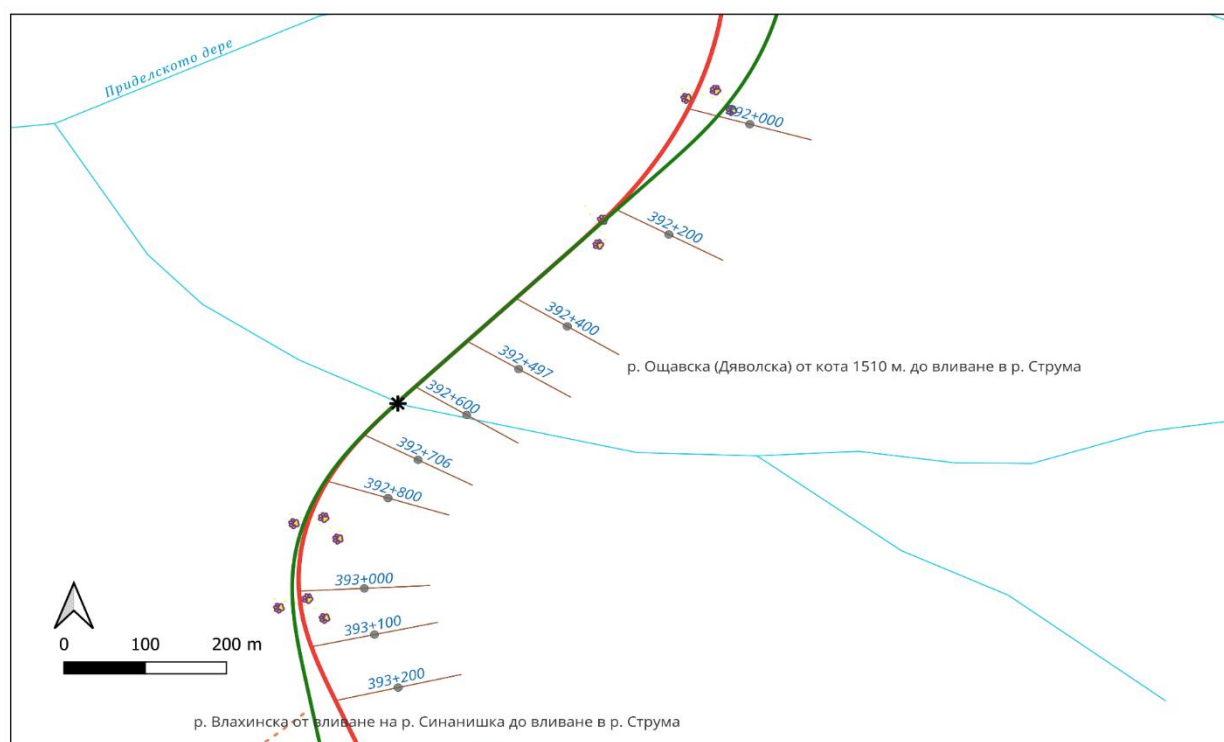 Приделското дере
392+000
392+200
392+400
р. Ощавска (Дяволска) от кота 1510 м. до вливане в р. Струма
392+497
392+600
392+706
392+800
393+000
393+100
0 100 200 m
393+200
р. Влахинска от вливане на р. Синанишка до вливане в р. Струма